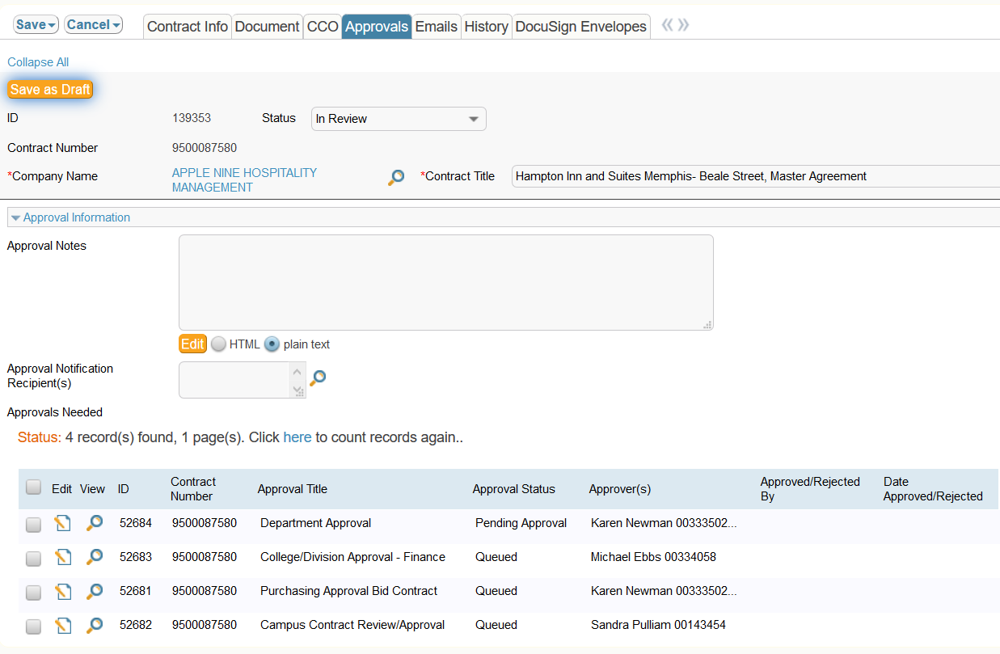 Save Cancel Contract Info Document CCO Approvals Emails History DocuSign Envelopes
Collapse All
Save as Draft
ID 139353 Status In Review
Contract Number 9500087580
*Company Name APPLE NINE HOSPITALITY MANAGEMENT *Contract Title Hampton Inn and Suites Memphis- Beale Street, Master Agreement
Approval Information
Approval Notes
Edit HTML plain text
Approval Notification
Recipient(s)
Approvals Needed
Status: 4 record(s) found, 1 page(s). Click here to count records again..
Edit View ID Contract Number Approval Title Approval Status Approver(s) Approved/Rejected By Date Approved/Rejected
52684 9500087580 Department Approval Pending Approval Karen Newman 00333502...
52683 9500087580 College/Division Approval - Finance Queued Michael Ebbs 00334058
52681 9500087580 Purchasing Approval Bid Contract Queued Karen Newman 00333502...
52682 9500087580 Campus Contract Review/Approval Queued Sandra Pulliam 00143454